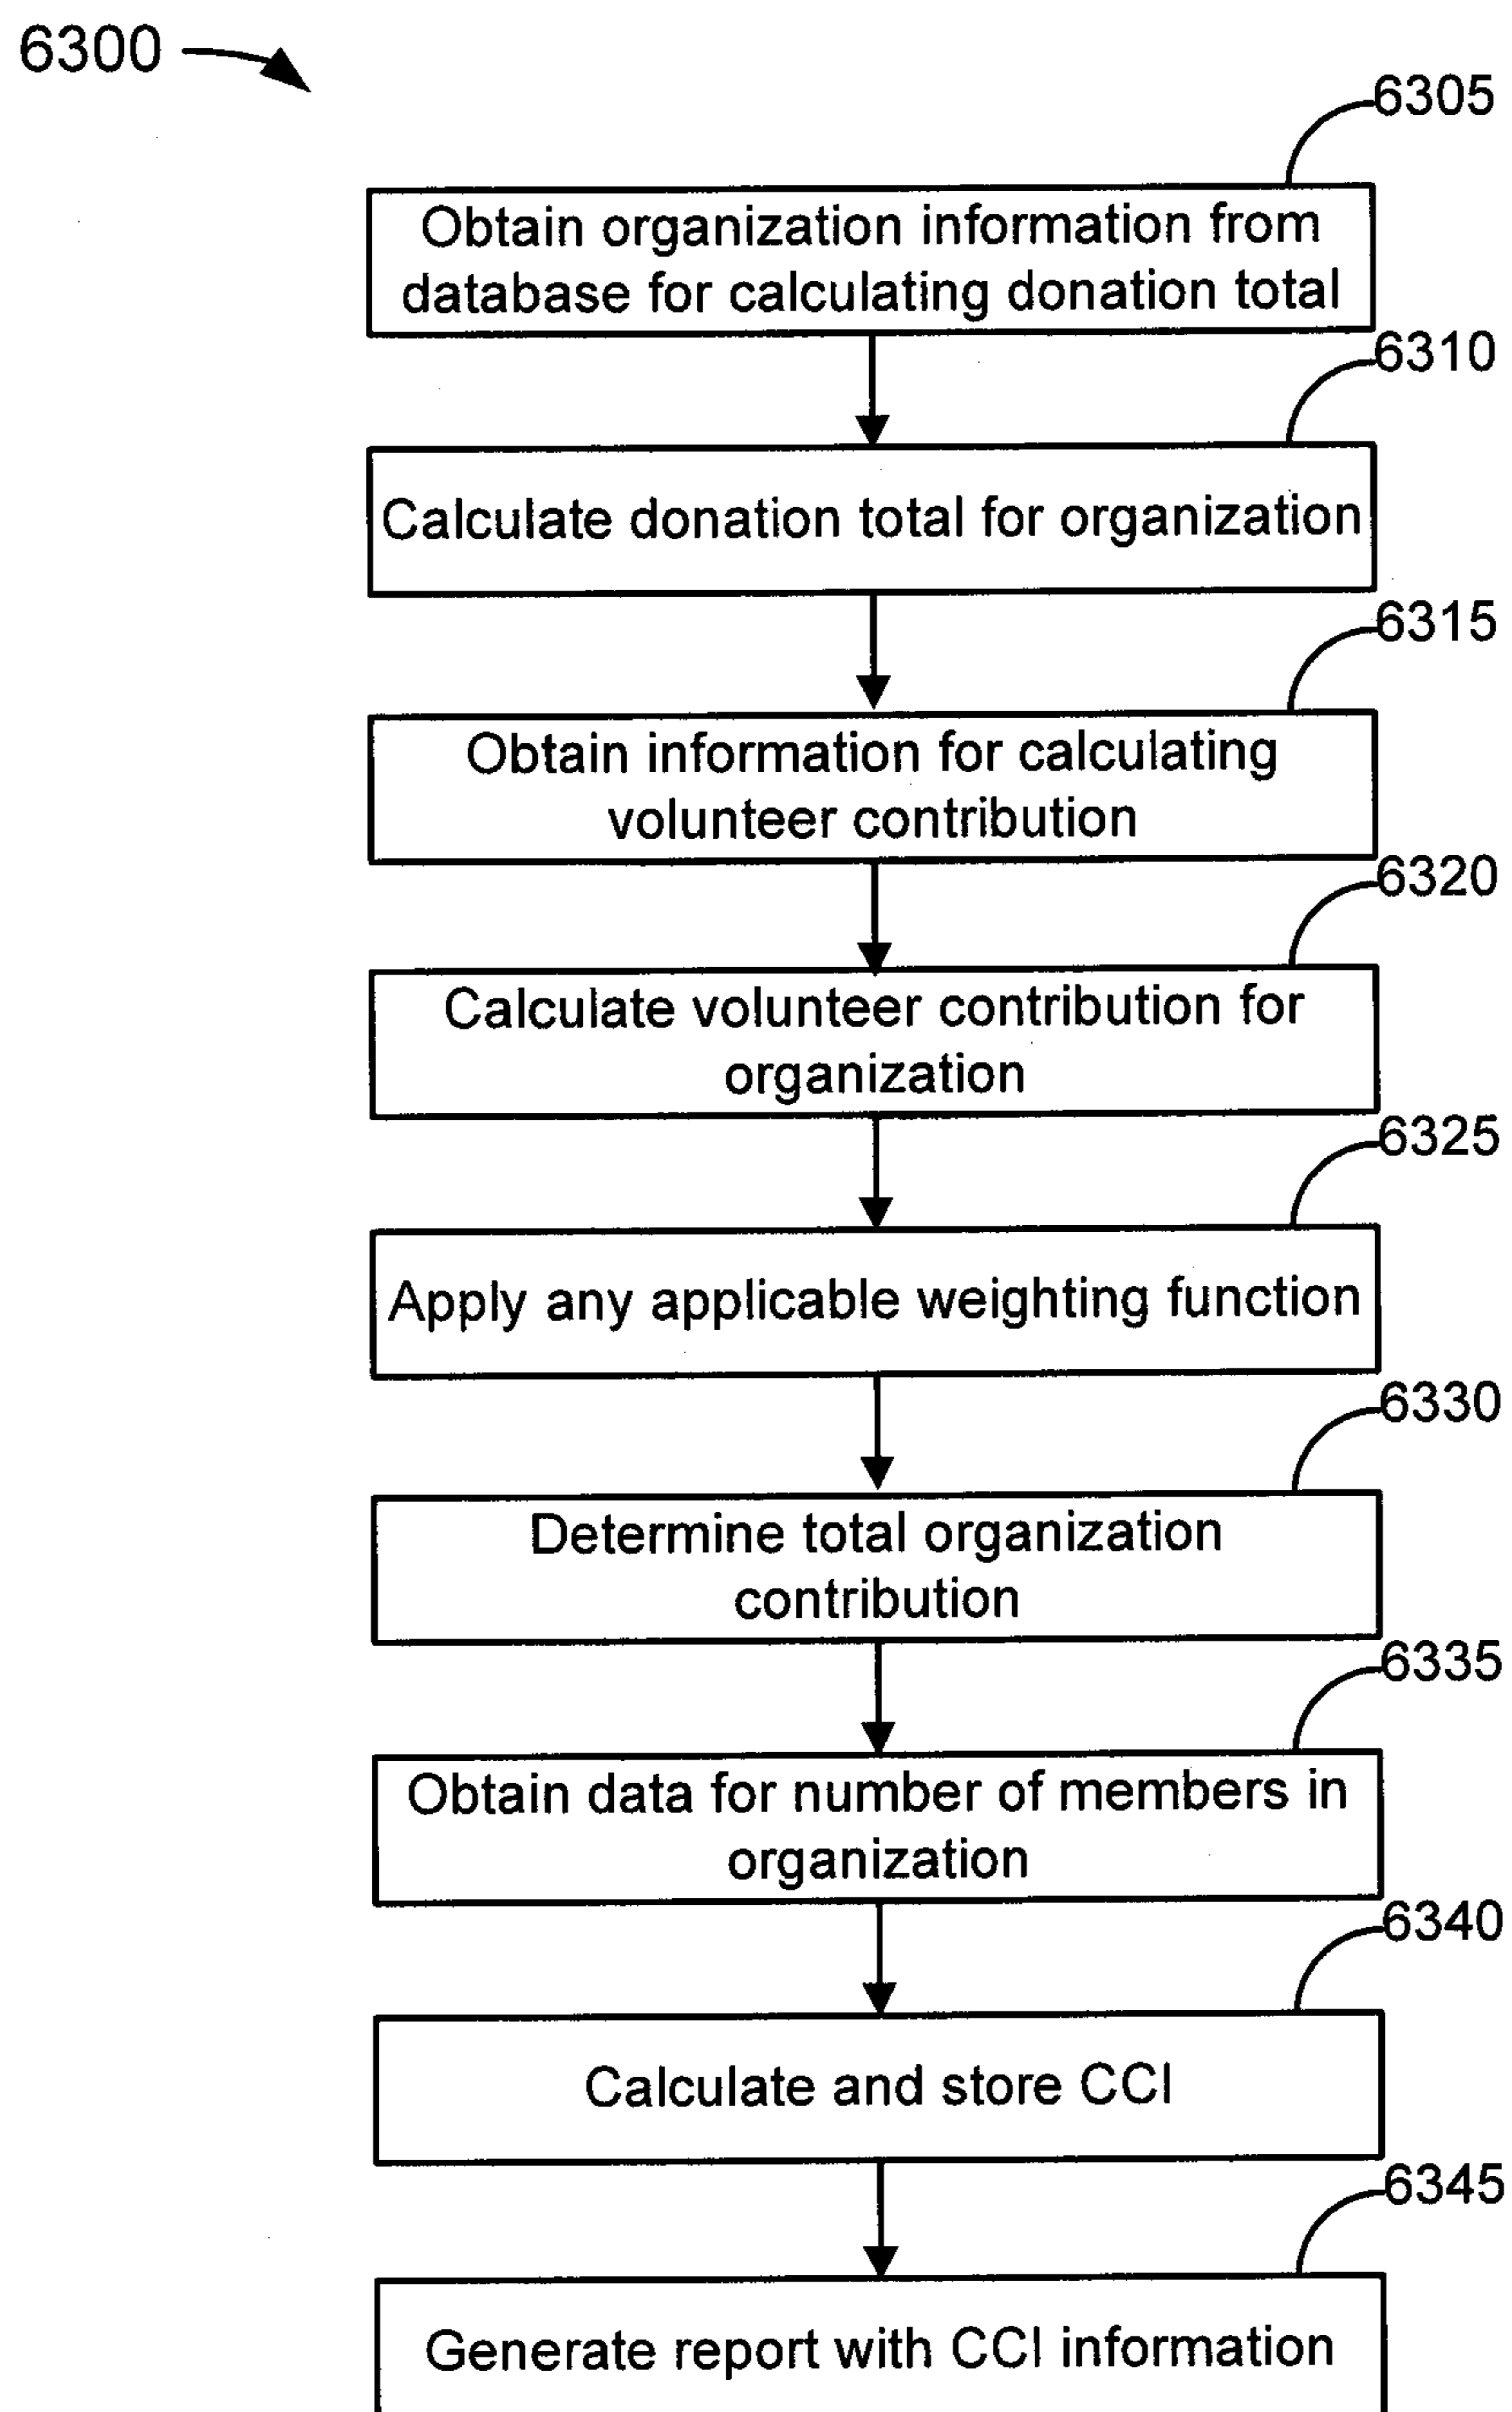 6300
6305
Obtain organization information from
database for calculating donation total
6310
Calculate donation total for organization
6315
Obtain information for calculating
volunteer contribution
6320
Calculate volunteer contribution for
organization
6325
Apply any applicable weighting function
6330
Determine total organization
contribution
6335
Obtain data for number of members in
organization
6340
Calculate and store CCI
6345
Generate report with CCI information